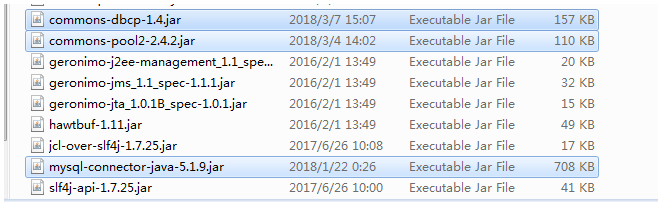 commons-dbcp-1.4.jar 2018/3/7 15:07 Executable Jar File 157 KB
commons-pool2-2.4.2.jar 2018/3/4 14:02 Executable Jar File 110 KB
geronimo-j2ee-management_1.1_spe... 2016/2/1 13:49 Executable Jar File 20 KB
geronimo-jms_1.1_spec-1.1.1.jar 2016/2/1 13:49 Executable Jar File 32 KB
geronimo-jta_1.0.1B_spec-1.0.1.jar 2016/2/1 13:49 Executable Jar File 15 KB
hawtbuf-1.11.jar 2016/2/1 13:49 Executable Jar File 49 KB
jcl-over-slf4j-1.7.25.jar 2017/6/26 10:08 Executable Jar File 17 KB
mysql-connector-java-5.1.9.jar 2018/1/22 0:26 Executable Jar File 708 KB
slf4j-api-1.7.25.jar 2017/6/26 10:00 Executable Jar File 41 KB